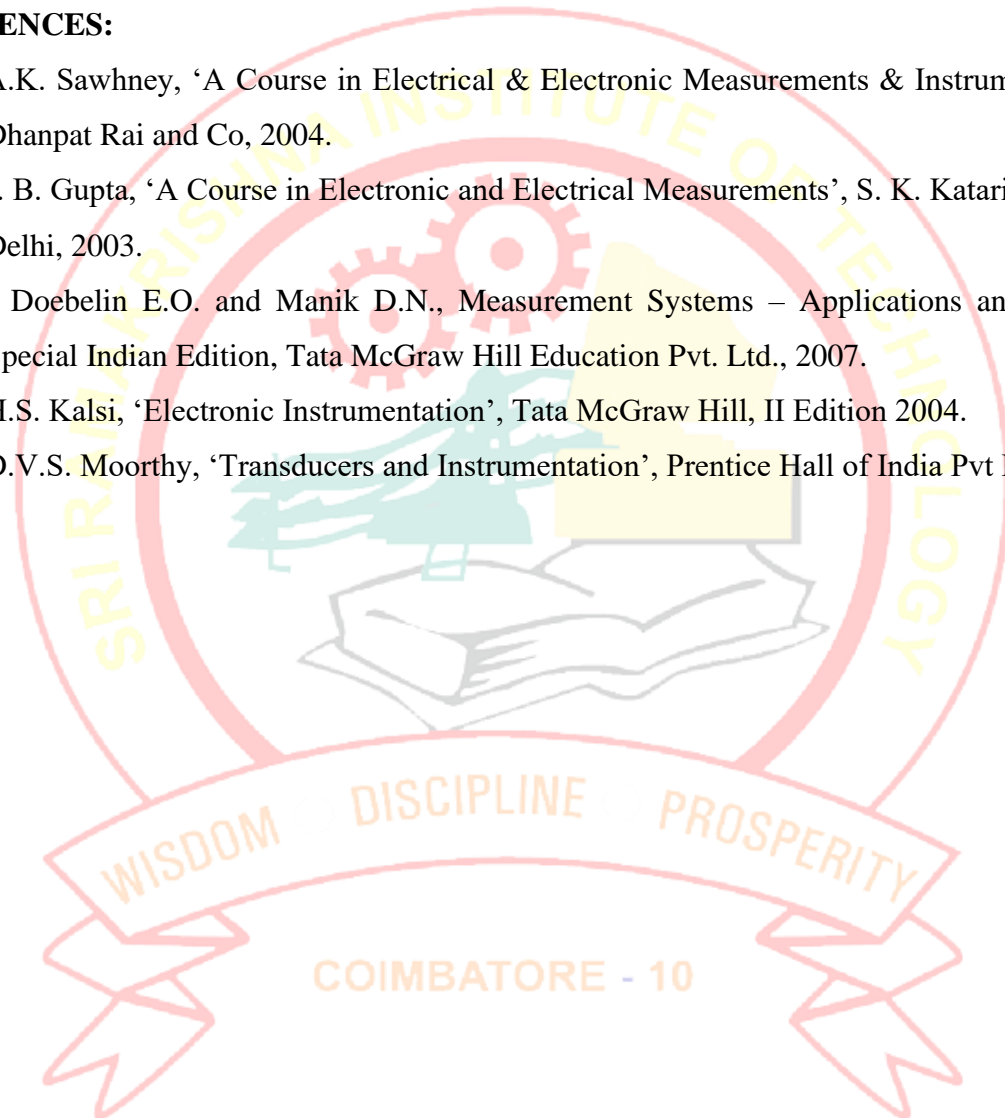 ENCES:
A.K. Sawhney, ‘A Course in Electrical & Electronic Measurements & Instrum
Dhanpat Rai and Co, 2004.
. B. Gupta, ‘A Course in Electronic and Electrical Measurements’, S. K. Katari
Delhi, 2003.
Doebelin E.O. and Manik D.N., Measurement Systems – Applications an
pecial Indian Edition, Tata McGraw Hill Education Pvt. Ltd., 2007.
H.S. Kalsi, ‘Electronic Instrumentation’, Tata McGraw Hill, II Edition 2004.
D.V.S. Moorthy, ‘Transducers and Instrumentation’, Prentice Hall of India Pvt
SRI RAMAKRISHNA INSTITUTE OF TECHNOLOGY
WISDOM DISCIPLINE PROSPERITY
COIMBATORE - 10